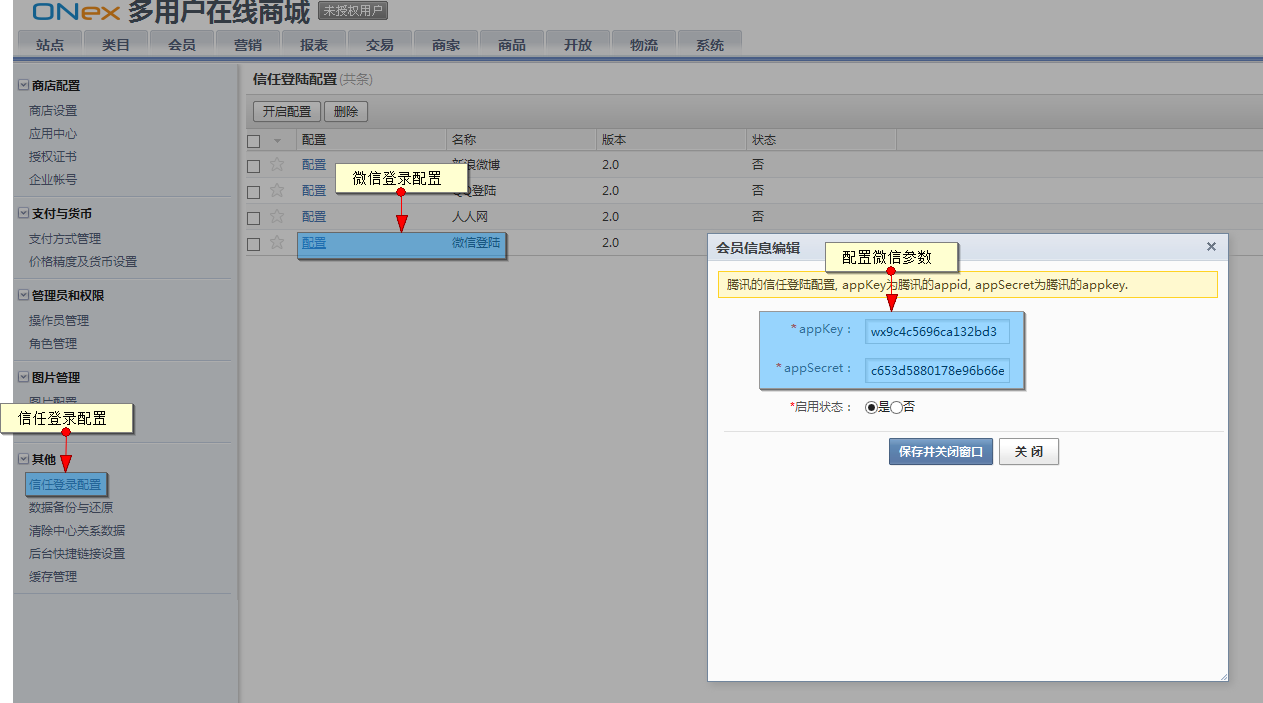 ONex 多用户在线商城 未授权用户
站点 类目 会员 营销 报表 交易 商家 商品 开放 物流 系统
商店配置
商店设置
应用中心
授权证书
企业帐号
支付与货币
支付方式管理
价格精度及货币设置
管理员和权限
操作员管理
角色管理
图片管理
图片配置
信任登录配置
其他
信任登录配置
数据备份与还原
清除中心关系数据
后台快捷链接设置
缓存管理
信任登陆配置(共条)
开启配置 删除
配置 名称 版本 状态
配置 新浪微博 2.0 否
微信登录配置
配置 QQ登陆 2.0 否
配置 人人网 2.0 否
配置 微信登陆 2.0
会员信息编辑
配置微信参数
腾讯的信任登陆配置, appKey为腾讯的appid, appSecret为腾讯的appkey.
*appKey： wx9c4c5696ca132bd3
*appSecret： c653d5880178e96b66e
*启用状态： 是 否
保存并关闭窗口 关 闭